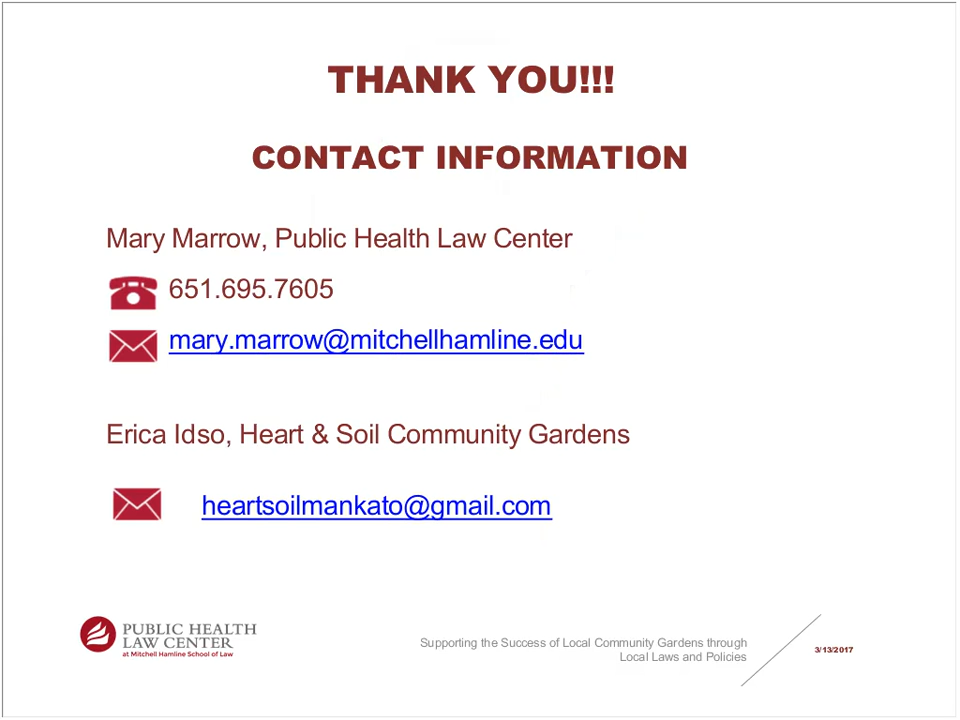 THANK YOU!!!
CONTACT INFORMATION
Mary Marrow, Public Health Law Center
651.695.7605
mary.marrow@mitchellhamline.edu
Erica Idso, Heart & Soil Community Gardens
heartsoilmankato@gmail.com
PUBLIC HEALTH
LAW CENTER
at Mitchell Hamline School of Law
Supporting the Success of Local Community Gardens through
Local Laws and Policies
3/13/2017